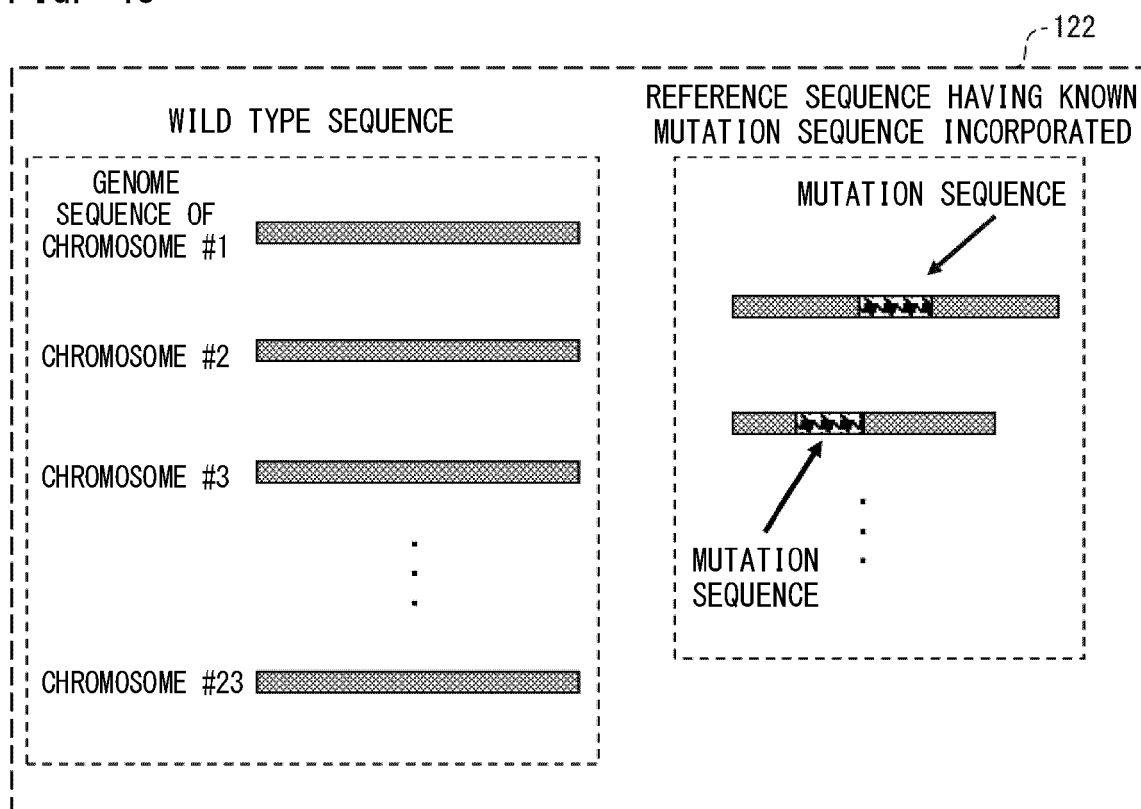 122
WILD TYPE SEQUENCE
REFERENCE SEQUENCE HAVING KNOWN
MUTATION SEQUENCE INCORPORATED
GENOME
SEQUENCE OF
CHROMOSOME #1
CHROMOSOME #2
CHROMOSOME #3
CHROMOSOME #23
MUTATION SEQUENCE
MUTATION
SEQUENCE